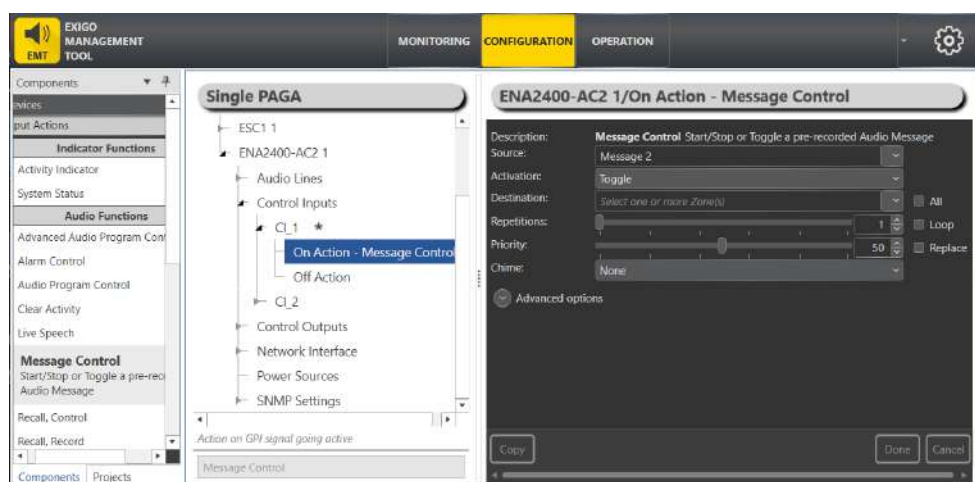 EXIGO
MANAGEMENT
TOOL
EMT
MONITORING
CONFIGURATION
OPERATION
Components
evices
put Actions
Indicator Functions
Activity Indicator
System Status
Audio Functions
Advanced Audio Program Con
Alarm Control
Audio Program Control
Clear Activity
Live Speech
Message Control
Start/Stop or Toggle a pre-reco
Audio Message
Recall, Control
Recall, Record
Components Projects
Single PAGA
ESC1 1
ENA2400-AC2 1
Audio Lines
Control Inputs
CI_1 *
On Action - Message Control
Off Action
CI_2
Control Outputs
Network Interface
Power Sources
SNMP Settings
Action on GPI signal going active
Message Control
ENA2400-AC2 1/On Action - Message Control
Description: Message Control Start/Stop or Toggle a pre-recorded Audio Message
Source: Message 2
Activation: Toggle
Destination: Select one or more Zone(s) All
Repetitions: 1 Loop
Priority: 50 Replace
Chime: None
Advanced options
Copy Done Cancel